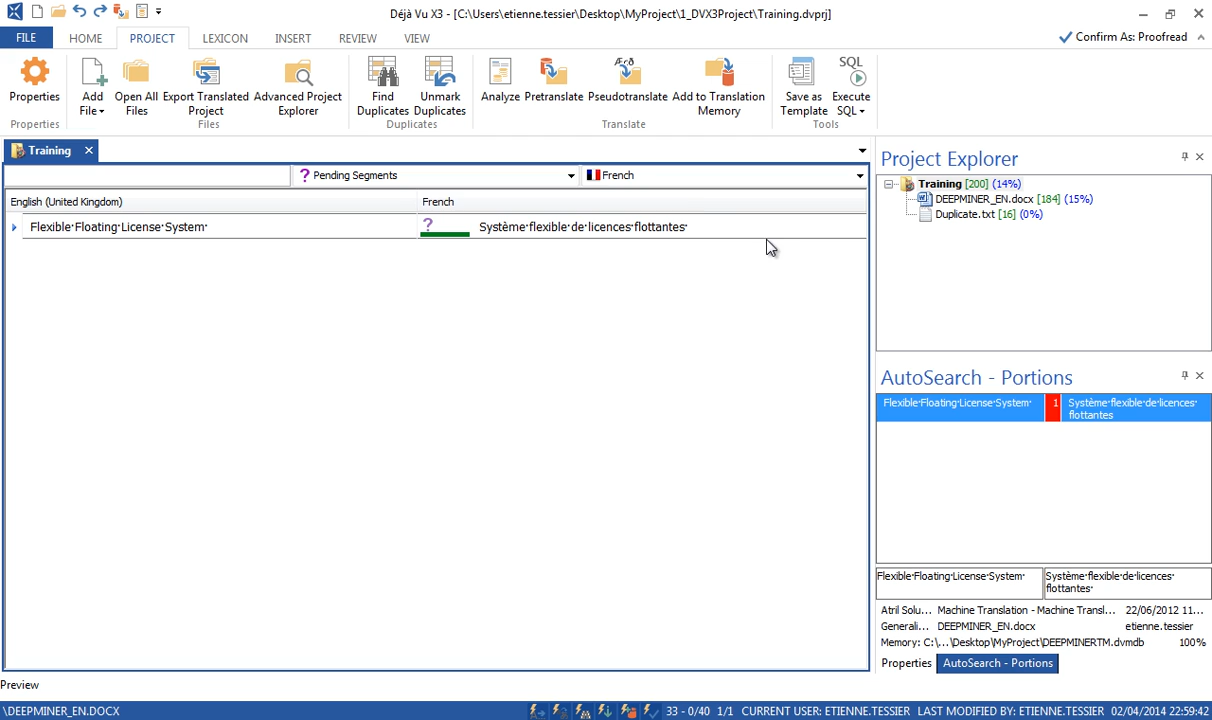 Déjà Vu X3 - [C:\Users\etienne.tessier\Desktop\MyProject\1_DVX3Project\Training.dvprj]
FILE HOME PROJECT LEXICON INSERT REVIEW VIEW
Confirm As: Proofread
SQL
Properties Add Open All Export Translated Advanced Project Find Unmark Analyze Pretranslate Pseudotranslate Add to Translation Save as Execute
File Files Project Explorer Duplicates Duplicates Memory Template SQL
Properties Files Duplicates Translate Tools
Training
Pending Segments French
English (United Kingdom) French
Flexible·Floating·License·System· ? Système·flexible·de·licences·flottantes·
Project Explorer
Training [200] (14%)
DEEPMINER_EN.docx [184] (15%)
Duplicate.txt [16] (0%)
AutoSearch - Portions
Flexible·Floating·License·System· 1 Système·flexible·de·licences·
flottantes
Flexible·Floating·License·System· Système·flexible·de·licences·
flottantes·
Atril Solu... Machine Translation - Machine Transl... 22/06/2012 11...
Generali... DEEPMINER_EN.docx etienne.tessier
Memory: C:\...\Desktop\MyProject\DEEPMINERTM.dvmdb 100%
Properties AutoSearch - Portions
Preview
\DEEPMINER_EN.DOCX 33 - 0/40 1/1 CURRENT USER: ETIENNE.TESSIER LAST MODIFIED BY: ETIENNE.TESSIER 02/04/2014 22:59:42